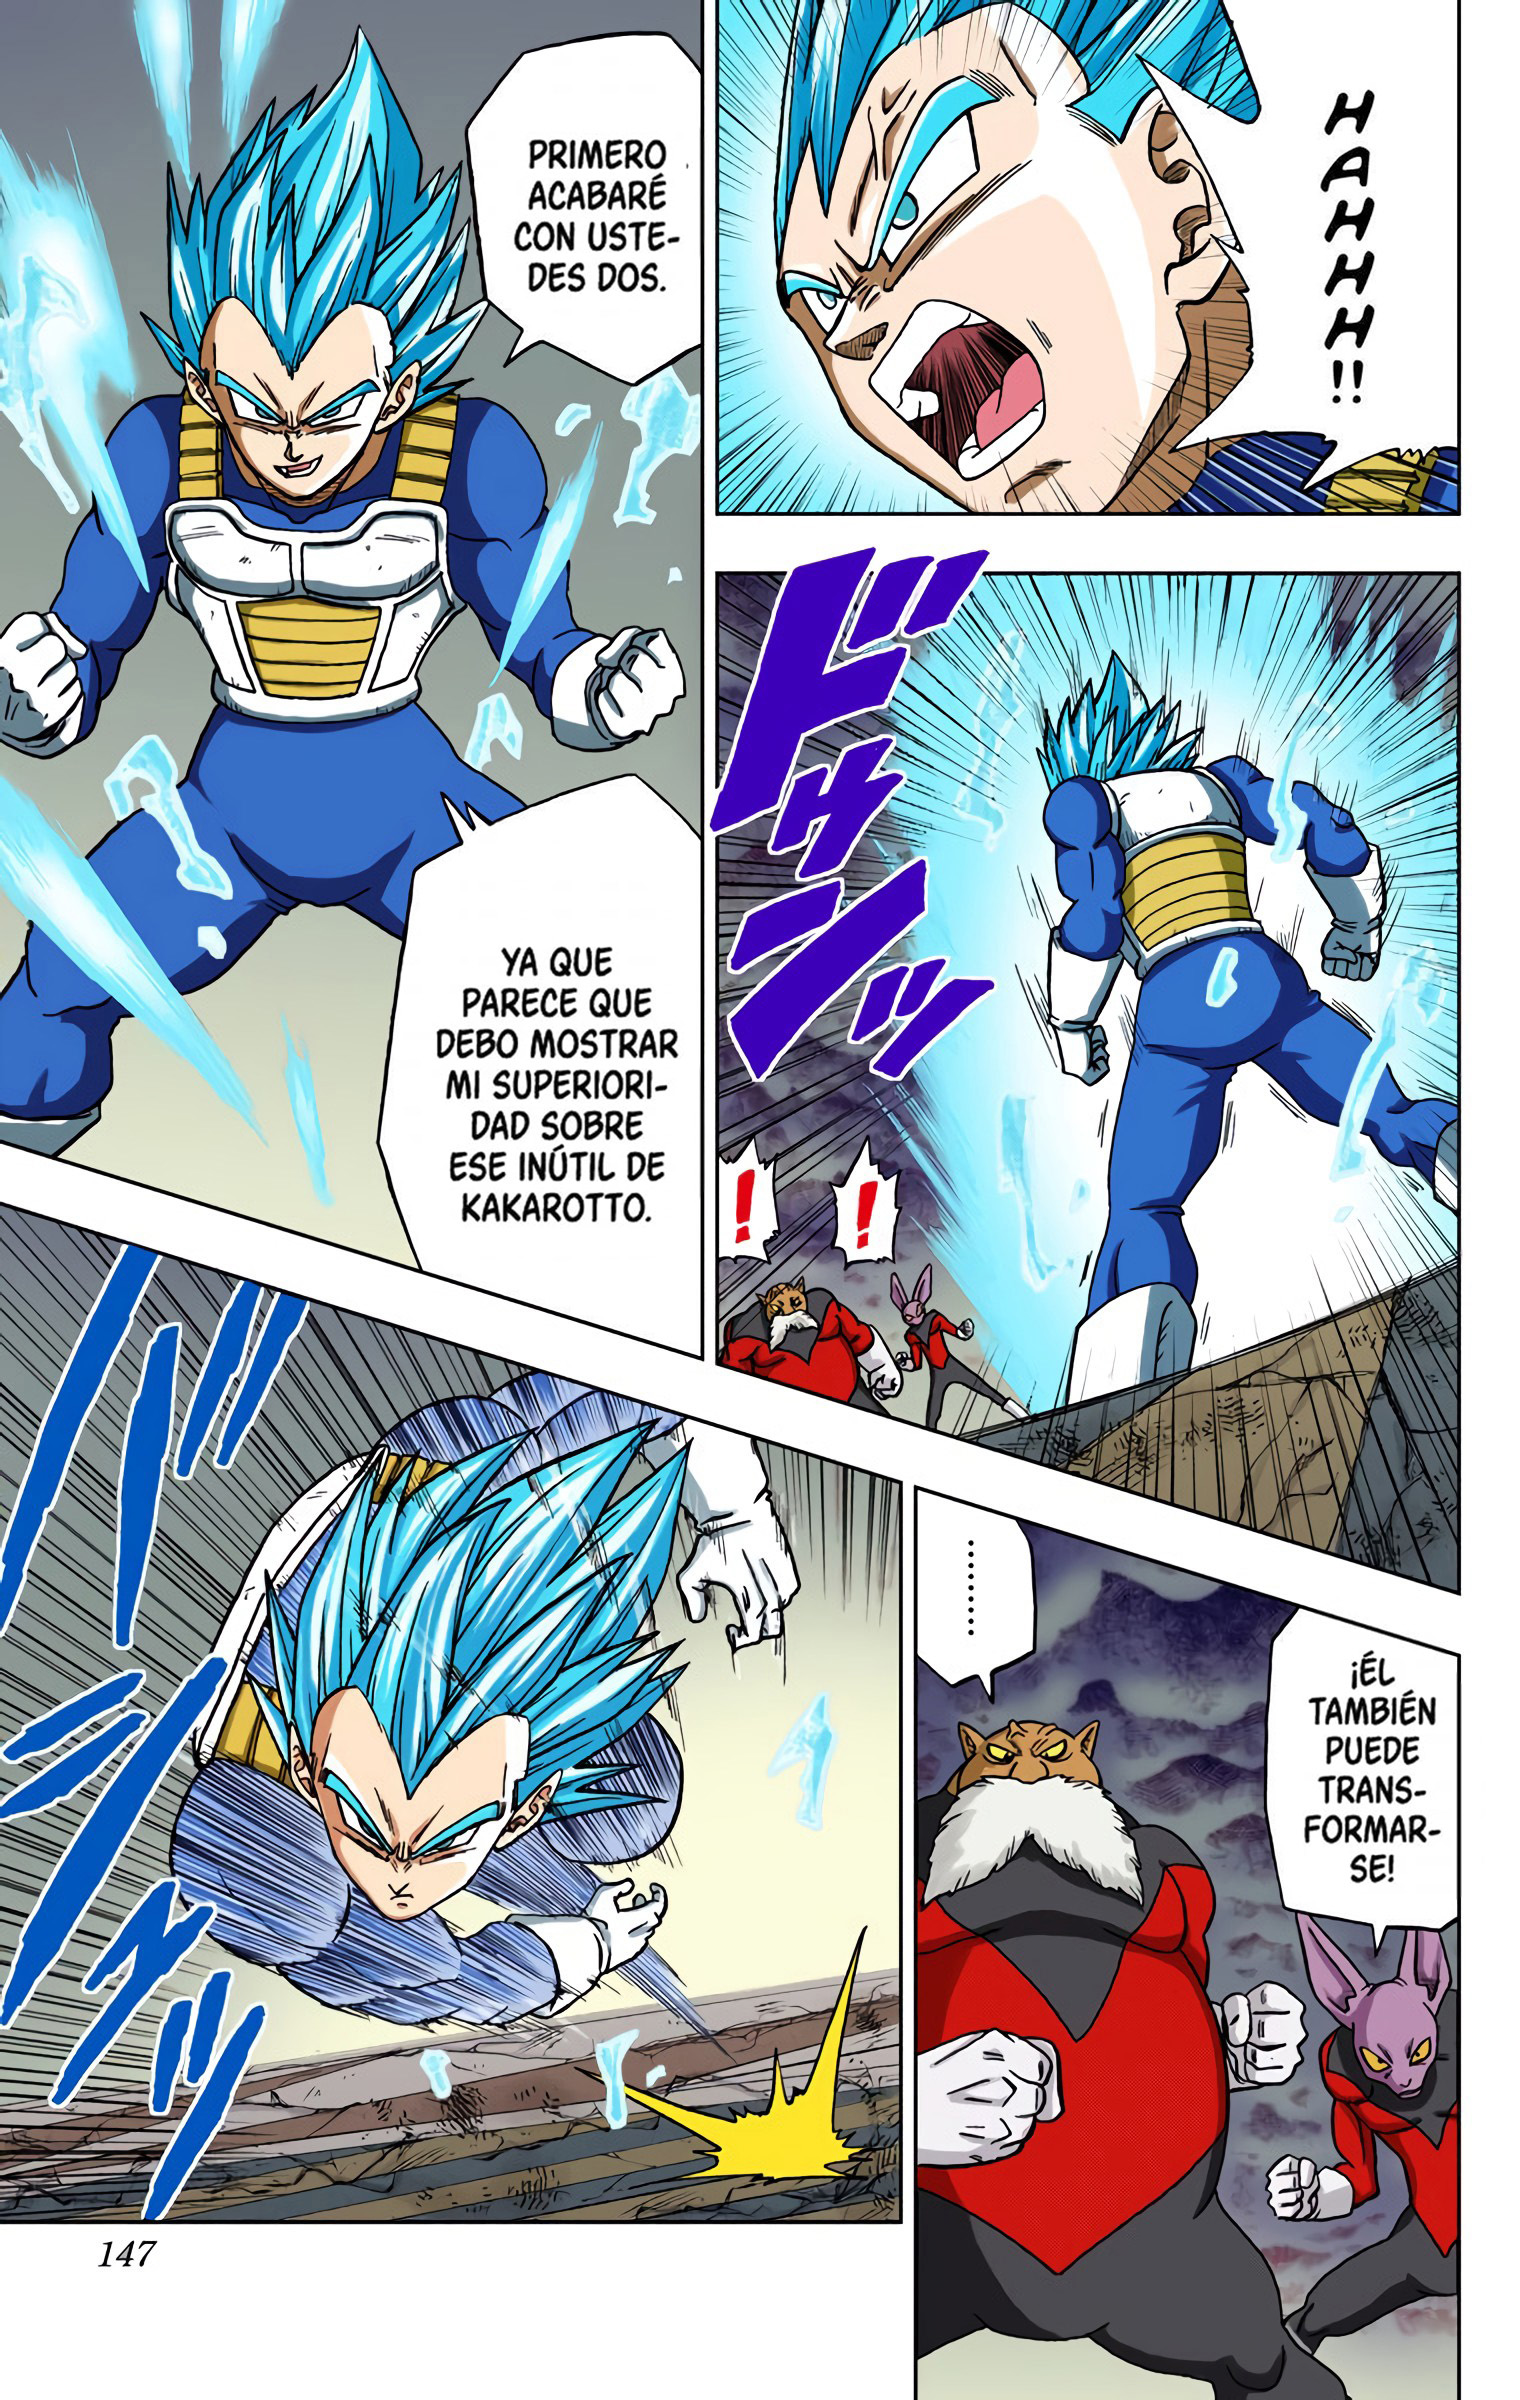 HAHHH!!
ドンッ
!
!
PRIMERO
ACABARÉ
CON USTE-
DES DOS.
YA QUE
PARECE QUE
DEBO MOSTRAR
MI SUPERIORI-
DAD SOBRE
ESE INÚTIL DE
KAKAROTTO.
¡ÉL
TAMBIÉN
PUEDE
TRANS-
FORMAR-
SE!
.........
147